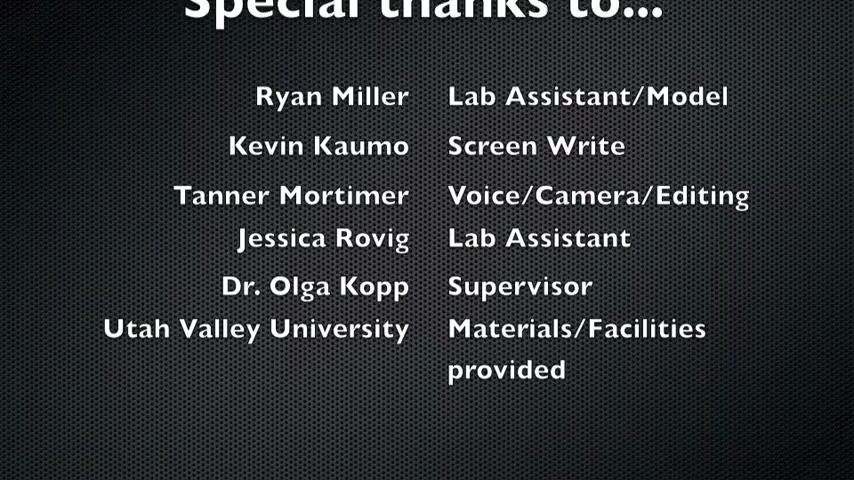 Special thanks to...
Ryan Miller Lab Assistant/Model
Kevin Kaumo Screen Write
Tanner Mortimer Voice/Camera/Editing
Jessica Rovig Lab Assistant
Dr. Olga Kopp Supervisor
Utah Valley University Materials/Facilities
provided